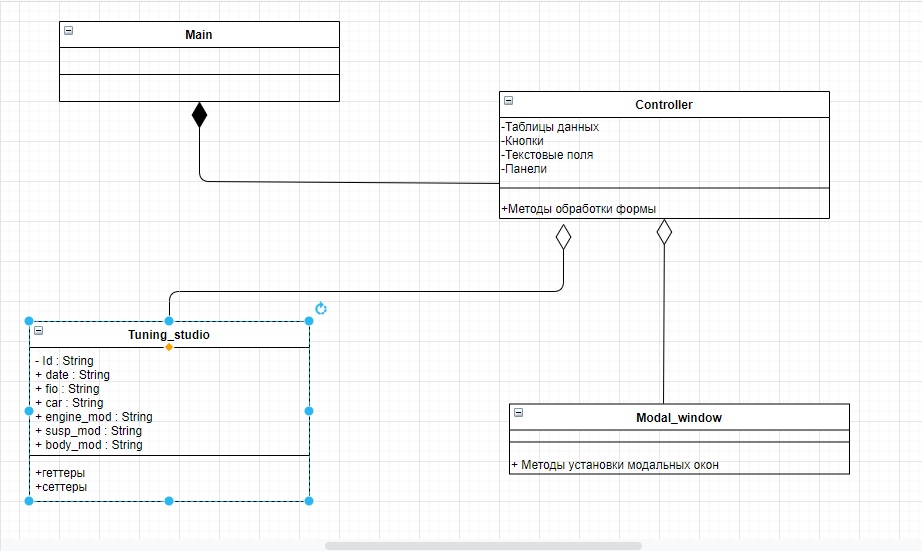 Main
Controller
-Таблицы данных
-Кнопки
-Текстовые поля
-Панели
+Методы обработки формы
Tuning_studio
- Id : String
+ date : String
+ fio : String
+ car : String
+ engine_mod : String
+ susp_mod : String
+ body_mod : String
+геттеры
+сеттеры
Modal_window
+ Методы установки модальных окон